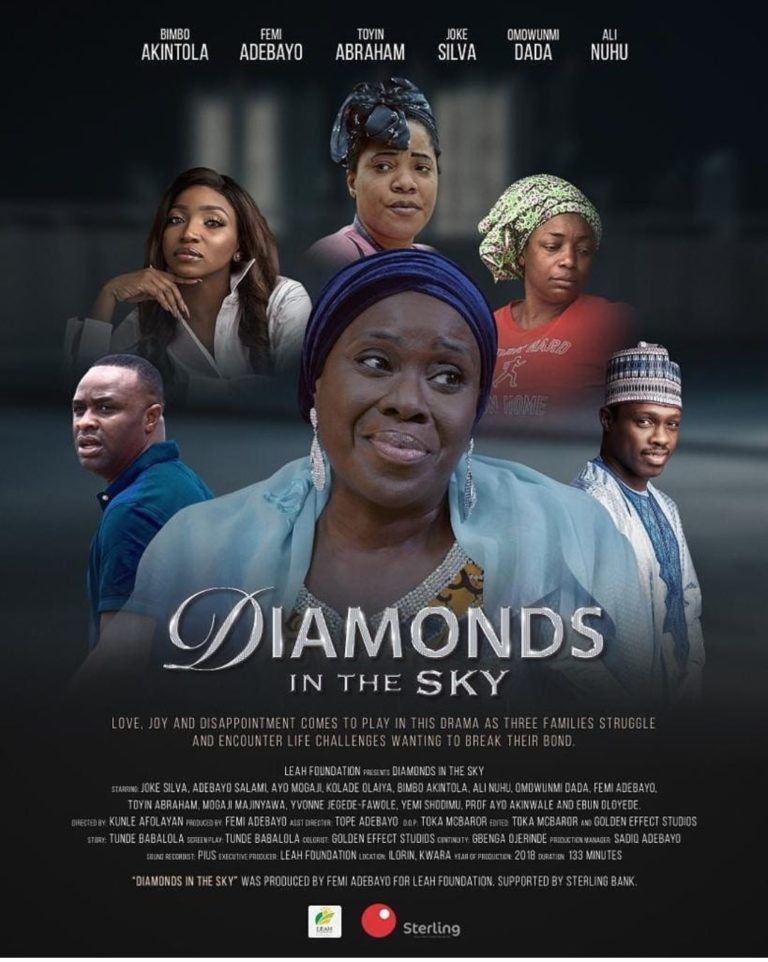 BIMBO AKINTOLA
FEMI ADEBAYO
TOYIN ABRAHAM
JOKE SILVA
OMOWUNMI DADA
ALI NUHU
HARD
N HOME
DIAMONDS
IN THE SKY
LOVE, JOY AND DISAPPOINTMENT COMES TO PLAY IN THIS DRAMA AS THREE FAMILIES STRUGGLE
AND ENCOUNTER LIFE CHALLENGES WANTING TO BREAK THEIR BOND.
LEAH FOUNDATION PRESENTS DIAMONDS IN THE SKY
STARRING: JOKE SILVA, ADEBAYO SALAMI, AYO MOGAJI, KOLADE OLAIYA, BIMBO AKINTOLA, ALI NUHU, OMOWUNMI DADA, FEMI ADEBAYO,
TOYIN ABRAHAM, MOGAJI MAJINYAWA, YVONNE JEGEDE-FAWOLE, YEMI SHODIMU, PROF AYO AKINWALE AND EBUN OLOYEDE.
DIRECTED BY: KUNLE AFOLAYAN PRODUCED BY: FEMI ADEBAYO ASST DIRECTOR: TOPE ADEBAYO D.O.P: TOKA MCBAROR EDITED: TOKA MCBAROR AND GOLDEN EFFECT STUDIOS
STORY: TUNDE BABALOLA SCREENPLAY: TUNDE BABALOLA COLORIST: GOLDEN EFFECT STUDIOS CONTINUITY: GBENGA OJERINDE PRODUCTION MANAGER: SADIQ ADEBAYO
SOUND RECORDIST: PIUS EXECUTIVE PRODUCER: LEAH FOUNDATION LOCATION: ILORIN, KWARA YEAR OF PRODUCTION: 2018 DURATION: 133 MINUTES
"DIAMONDS IN THE SKY" WAS PRODUCED BY FEMI ADEBAYO FOR LEAH FOUNDATION. SUPPORTED BY STERLING BANK.
LEAH
Sterling